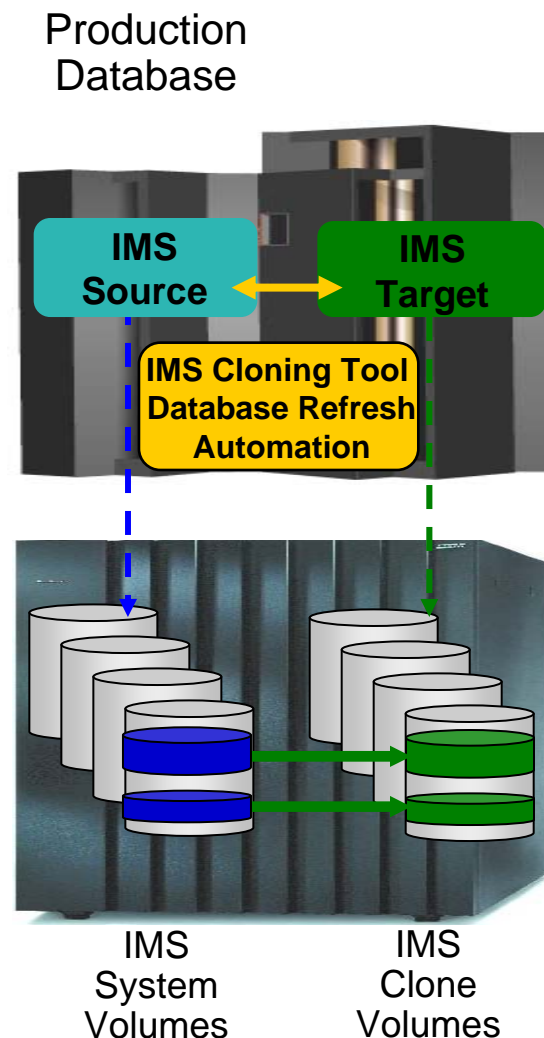 Production
Database
IMS
Source
IMS
Target
IMS Cloning Tool
Database Refresh
Automation
IMS
System
Volumes
IMS
Clone
Volumes